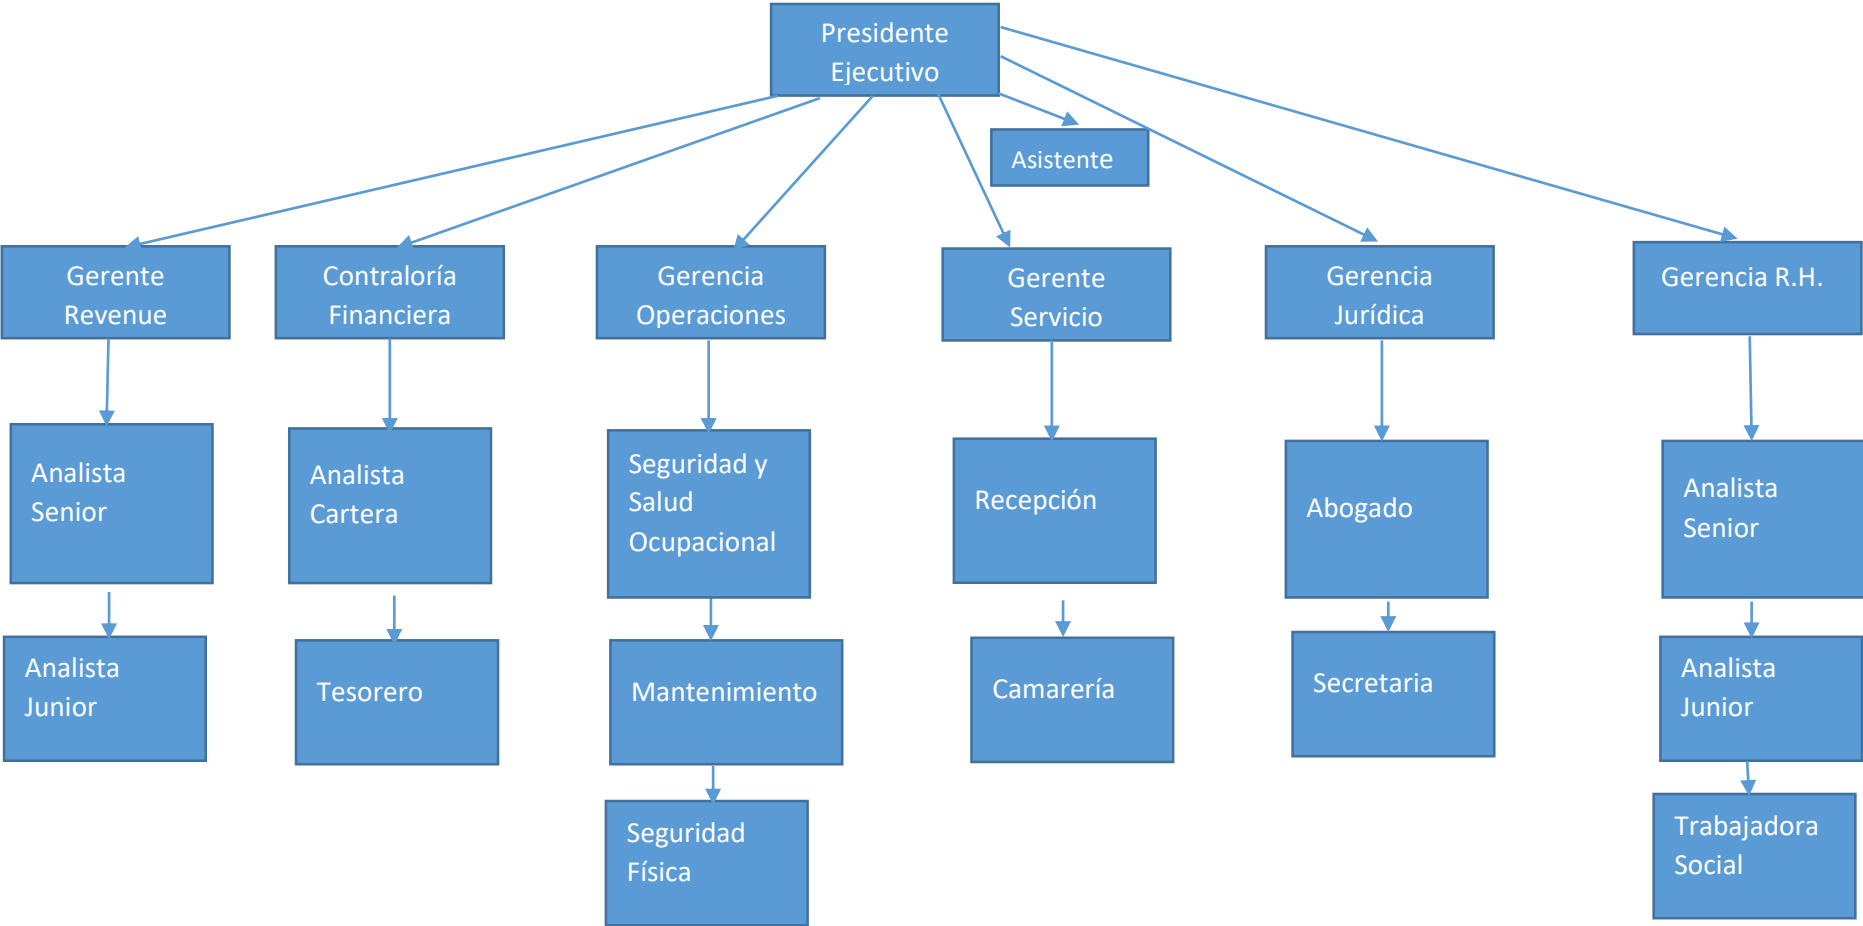 Presidente
Ejecutivo
Asistente
Gerente
Revenue
Contraloría
Financiera
Gerencia
Operaciones
Gerente
Servicio
Gerencia
Jurídica
Gerencia R.H.
Analista
Senior
Analista
Cartera
Seguridad y
Salud
Ocupacional
Recepción
Abogado
Analista
Senior
Analista
Junior
Tesorero
Mantenimiento
Camarería
Secretaria
Analista
Junior
Seguridad
Física
Trabajadora
Social